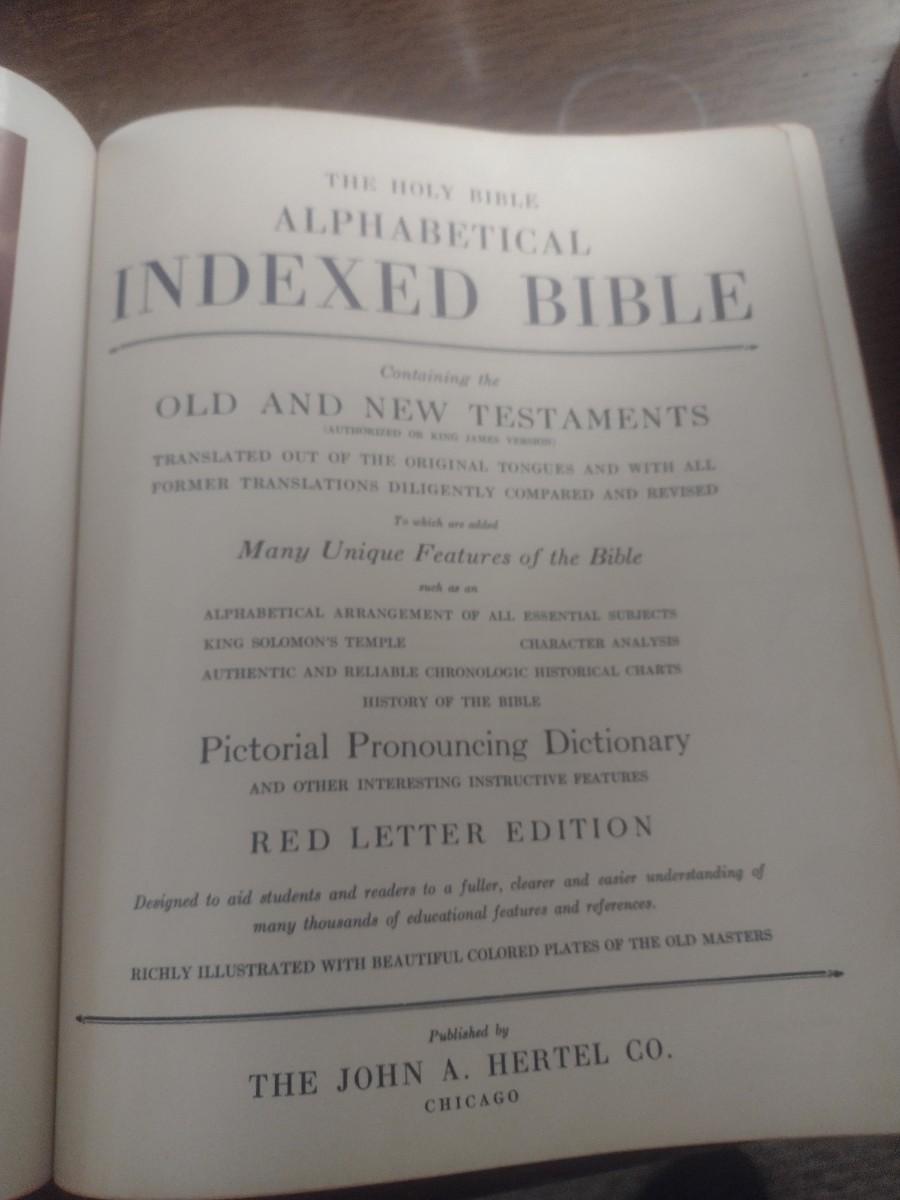 THE HOLY BIBLE
ALPHABETICAL
INDEXED BIBLE
Containing the
OLD AND NEW TESTAMENTS
(AUTHORIZED OR KING JAMES VERSION)
TRANSLATED OUT OF THE ORIGINAL TONGUES AND WITH ALL
FORMER TRANSLATIONS DILIGENTLY COMPARED AND REVISED
To which are added
Many Unique Features of the Bible
such as an
ALPHABETICAL ARRANGEMENT OF ALL ESSENTIAL SUBJECTS
KING SOLOMON'S TEMPLE CHARACTER ANALYSIS
AUTHENTIC AND RELIABLE CHRONOLOGIC HISTORICAL CHARTS
HISTORY OF THE BIBLE
Pictorial Pronouncing Dictionary
AND OTHER INTERESTING INSTRUCTIVE FEATURES
RED LETTER EDITION
Designed to aid students and readers to a fuller, clearer and easier understanding of
many thousands of educational features and references.
RICHLY ILLUSTRATED WITH BEAUTIFUL COLORED PLATES OF THE OLD MASTERS
Published by
THE JOHN A. HERTEL CO.
CHICAGO